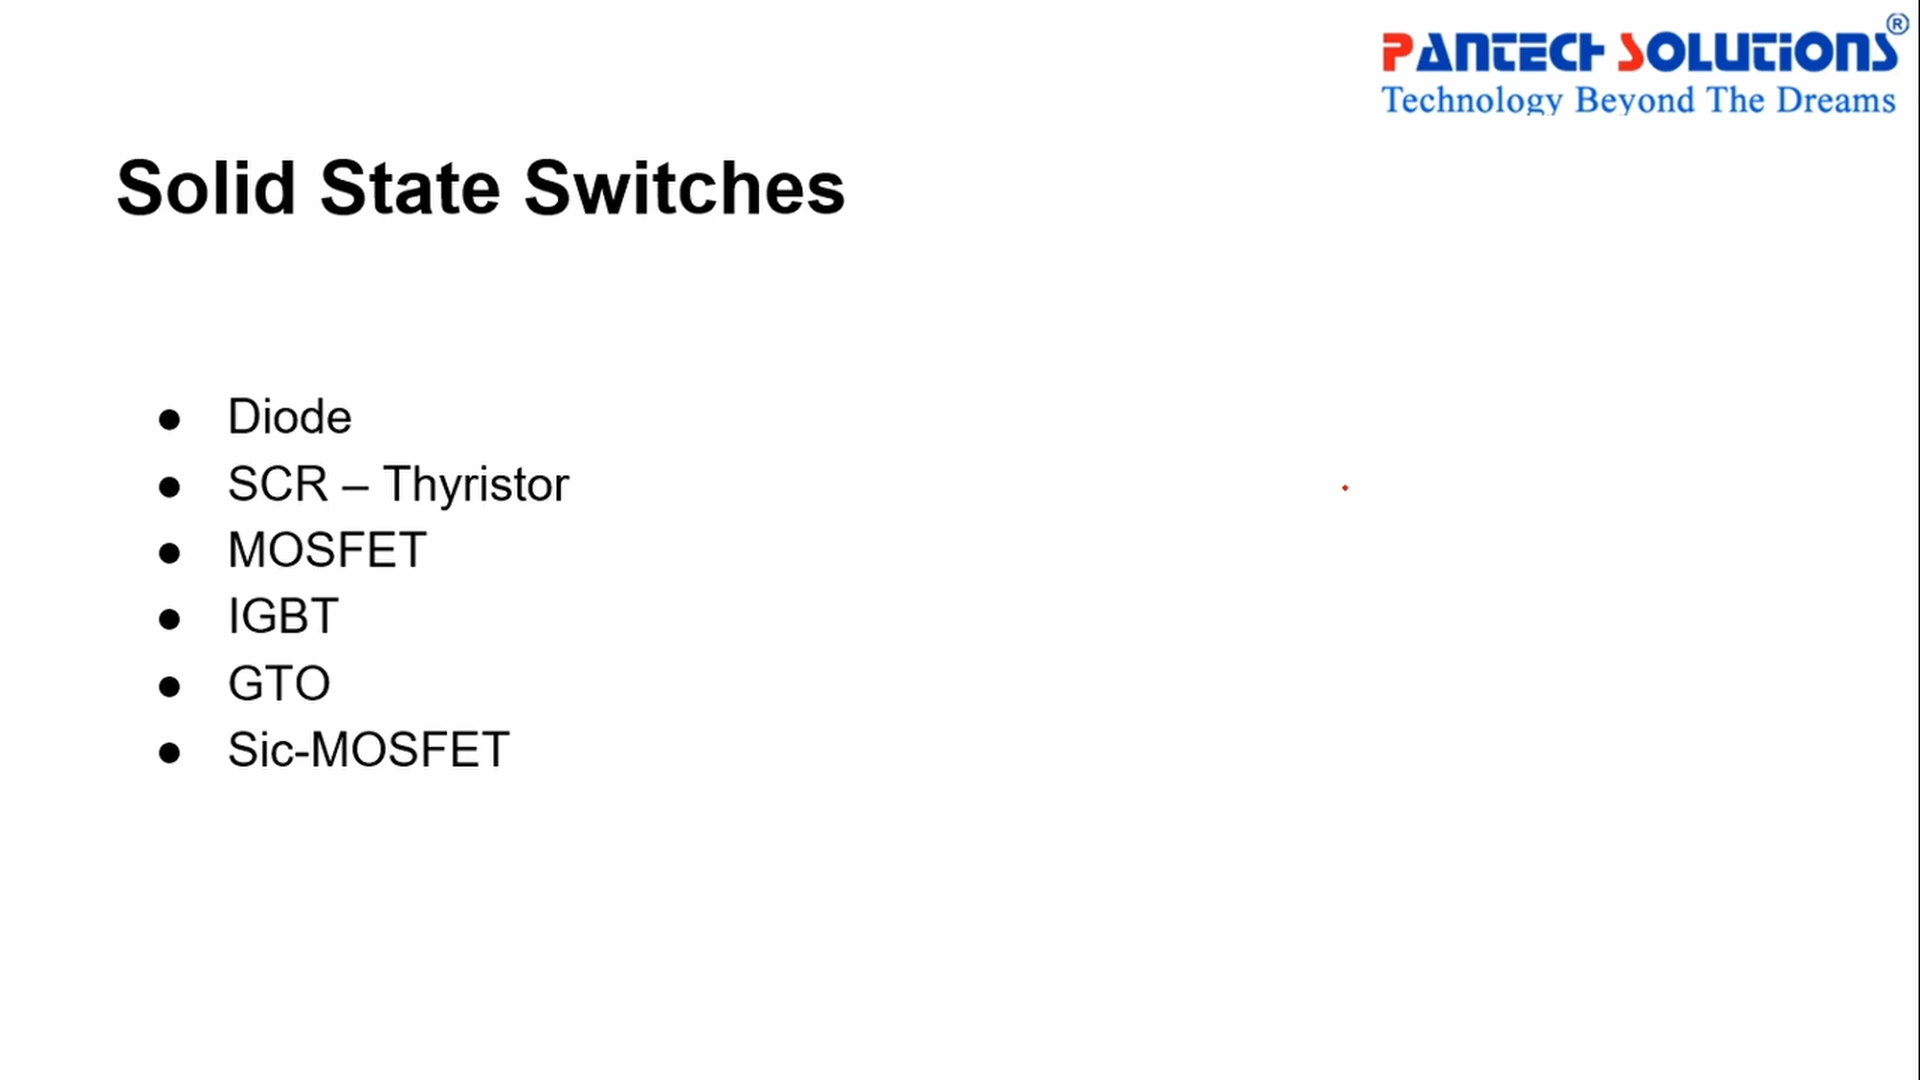 PANTECH SOLUTIONS®
Technology Beyond The Dreams
Solid State Switches
● Diode
● SCR – Thyristor
● MOSFET
● IGBT
● GTO
● Sic-MOSFET